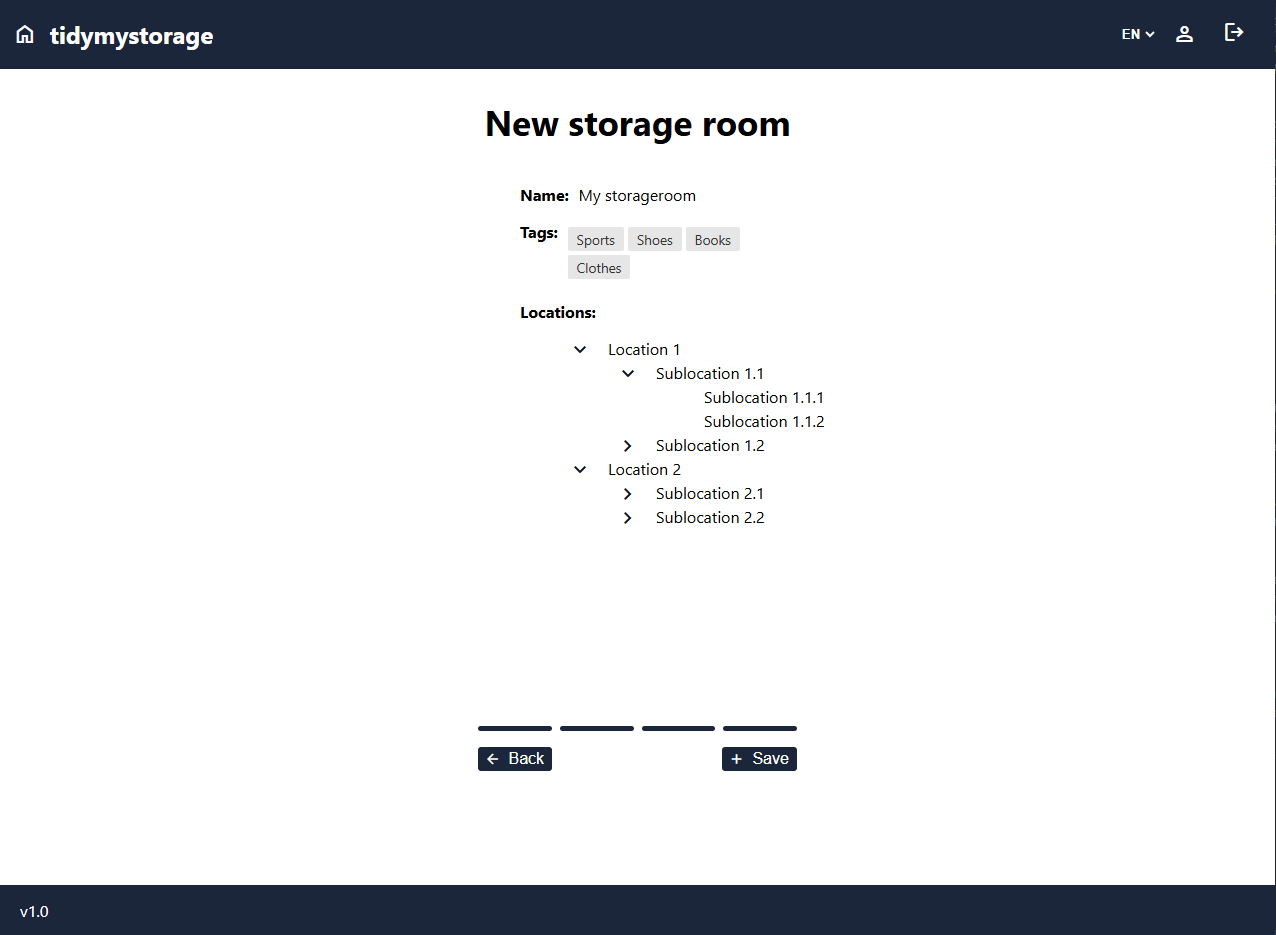 tidymystorage
EN
New storage room
Name: My storageroom
Tags: Sports Shoes Books
Clothes
Locations:
Location 1
Sublocation 1.1
Sublocation 1.1.1
Sublocation 1.1.2
Sublocation 1.2
Location 2
Sublocation 2.1
Sublocation 2.2
Back
Save
v1.0